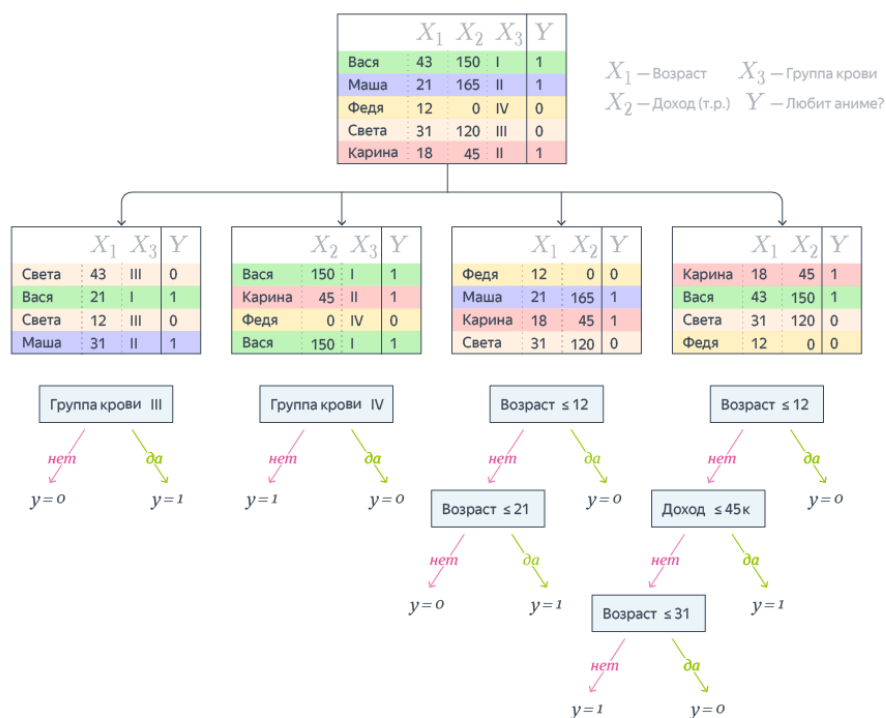 X₁ X₂ X₃ Y
Вася 43 150 I 1
Маша 21 165 II 1
Федя 12 0 IV 0
Света 31 120 III 0
Карина 18 45 II 1
X₁ — Возраст X₃ — Группа крови
X₂ — Доход (т.р.) Y — Любит аниме?
X₁ X₃ Y
Света 43 III 0
Вася 21 I 1
Света 12 III 0
Маша 31 II 1
X₂ X₃ Y
Вася 150 I 1
Карина 45 II 1
Федя 0 IV 0
Вася 150 I 1
X₁ X₂ Y
Федя 12 0 0
Маша 21 165 1
Карина 18 45 1
Света 31 120 0
X₁ X₂ Y
Карина 18 45 1
Вася 43 150 1
Света 31 120 0
Федя 12 0 0
Группа крови III
нет да
y=0 y=1
Группа крови IV
нет да
y=1 y=0
Возраст ≤ 12
нет да
Возраст ≤ 21 y=0
нет да
y=0 y=1
Возраст ≤ 12
нет да
Доход ≤ 45к y=0
нет да
Возраст ≤ 31 y=1
нет да
y=1 y=0